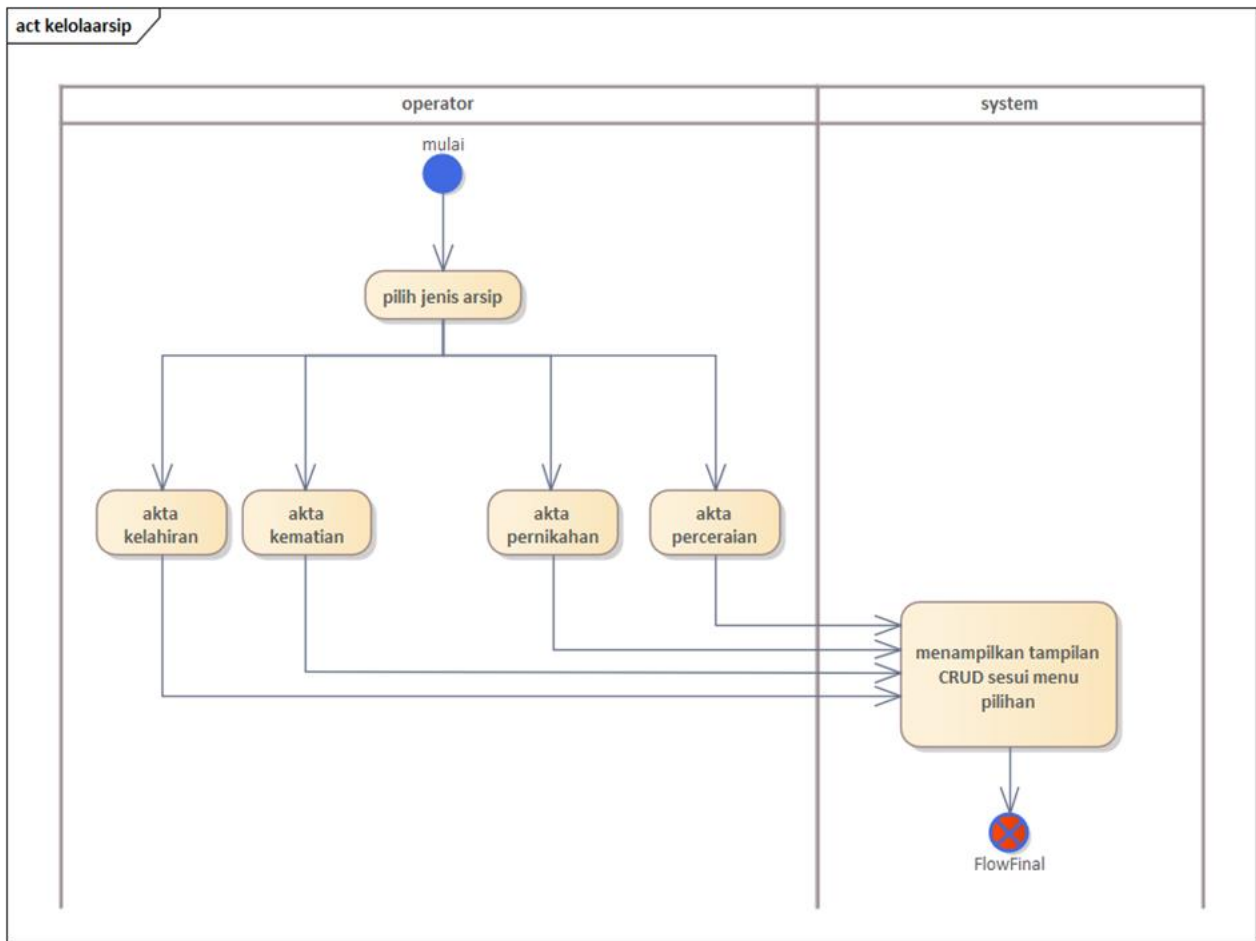 act kelolaarsip
operator
system
mulai
pilih jenis arsip
akta
kelahiran
akta
kematian
akta
pernikahan
akta
perceraian
menampilkan tampilan
CRUD sesui menu
pilihan
FlowFinal